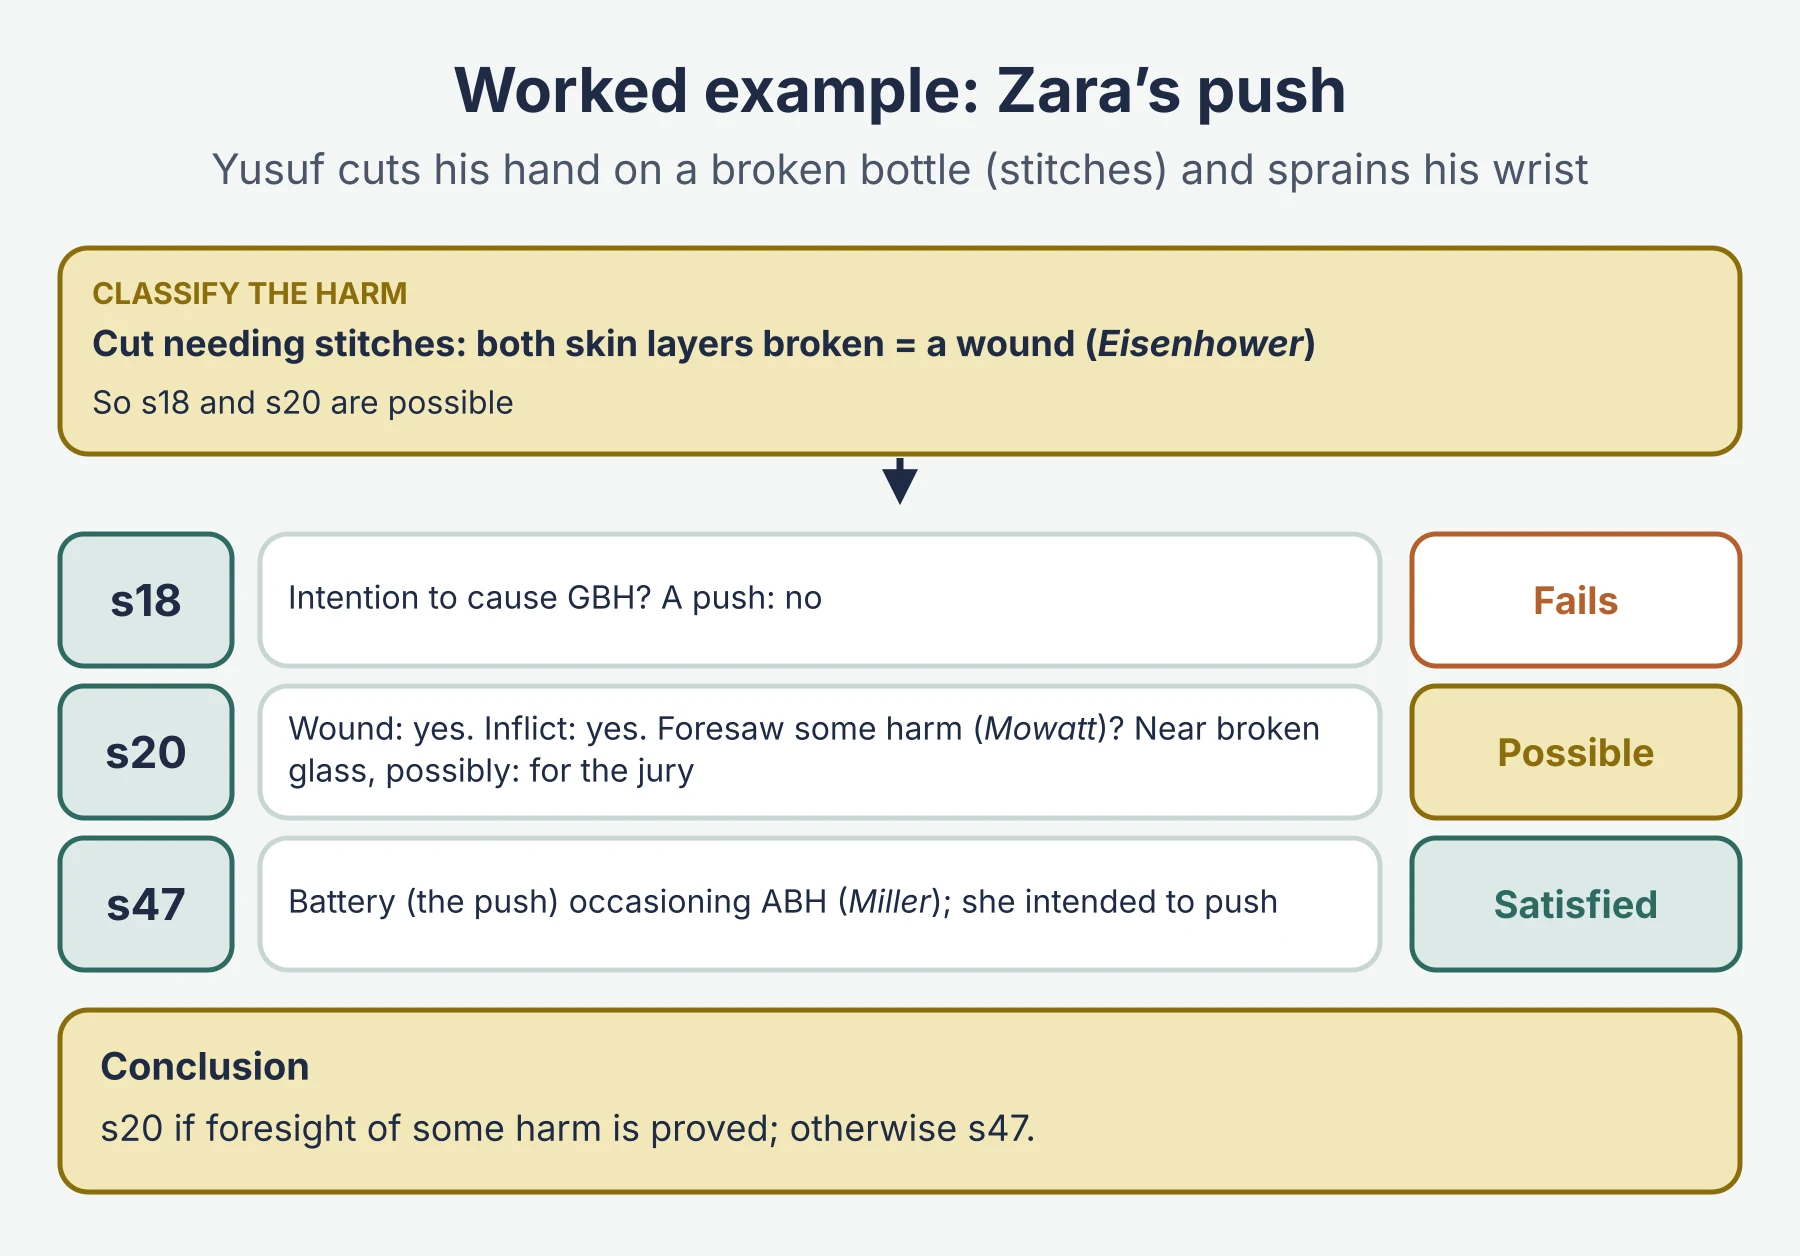 Worked example: Zara’s push
Yusuf cuts his hand on a broken bottle (stitches) and sprains his wrist
CLASSIFY THE HARM
Cut needing stitches: both skin layers broken = a wound (Eisenhower)
So s18 and s20 are possible
s18
Intention to cause GBH? A push: no
Fails
s20
Wound: yes. Inflict: yes. Foresaw some harm (Mowatt)? Near broken
glass, possibly: for the jury
Possible
s47
Battery (the push) occasioning ABH (Miller); she intended to push
Satisfied
Conclusion
s20 if foresight of some harm is proved; otherwise s47.